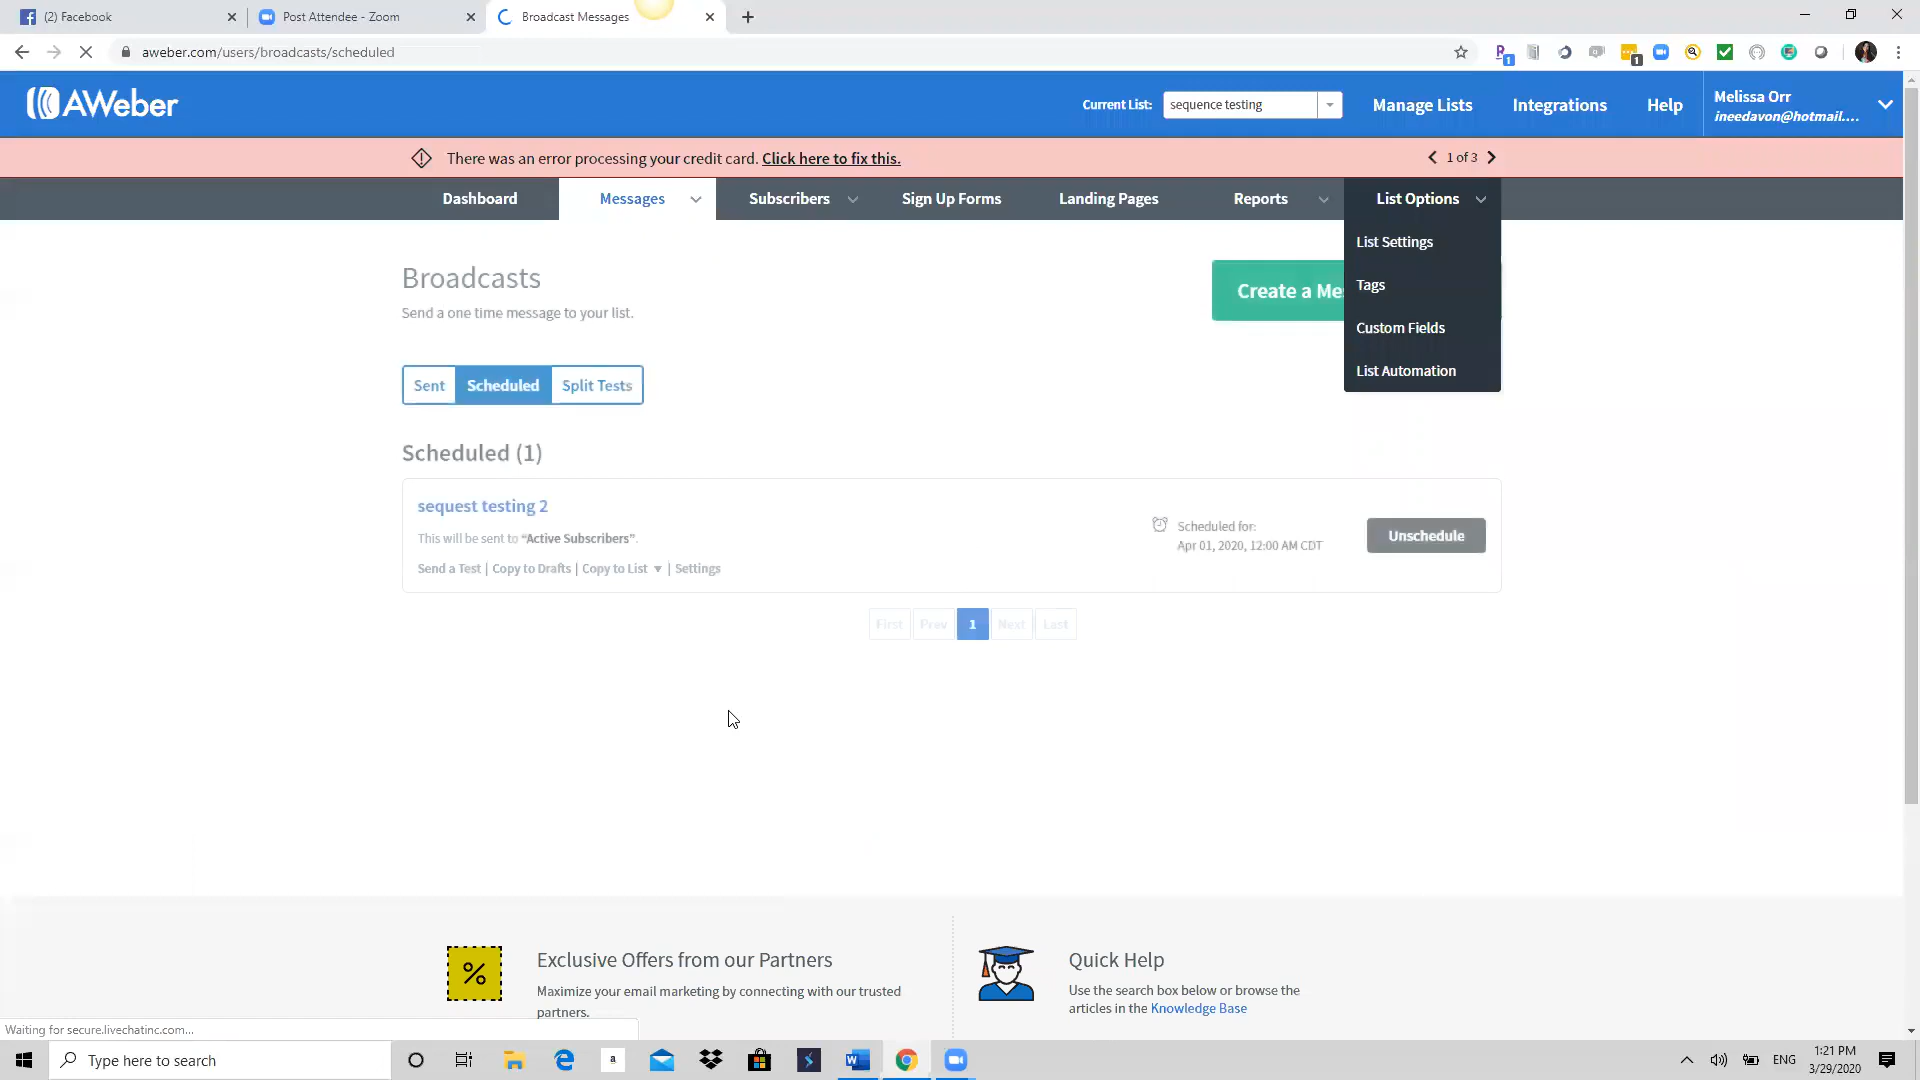 (2) Facebook
Post Attendee - Zoom
Broadcast Messages
aweber.com/users/broadcasts/scheduled
1
1
AWeber
Current List:
sequence testing
Manage Lists
Integrations
Help
Melissa Orr
ineedavon@hotmail....
There was an error processing your credit card. Click here to fix this.
1 of 3
Dashboard
Messages
Subscribers
Sign Up Forms
Landing Pages
Reports
List Options
List Settings
Tags
Custom Fields
List Automation
Broadcasts
Send a one time message to your list.
Create a Mes
Sent
Scheduled
Split Tests
Scheduled (1)
sequest testing 2
This will be sent to “Active Subscribers”.
Send a Test | Copy to Drafts | Copy to List ▼ | Settings
Scheduled for:
Apr 01, 2020, 12:00 AM CDT
Unschedule
First
Prev
1
Next
Last
%
Exclusive Offers from our Partners
Maximize your email marketing by connecting with our trusted
partners.
Quick Help
Use the search box below or browse the
articles in the Knowledge Base
Waiting for secure.livechatinc.com...
Type here to search
a
ENG
1:21 PM
3/29/2020